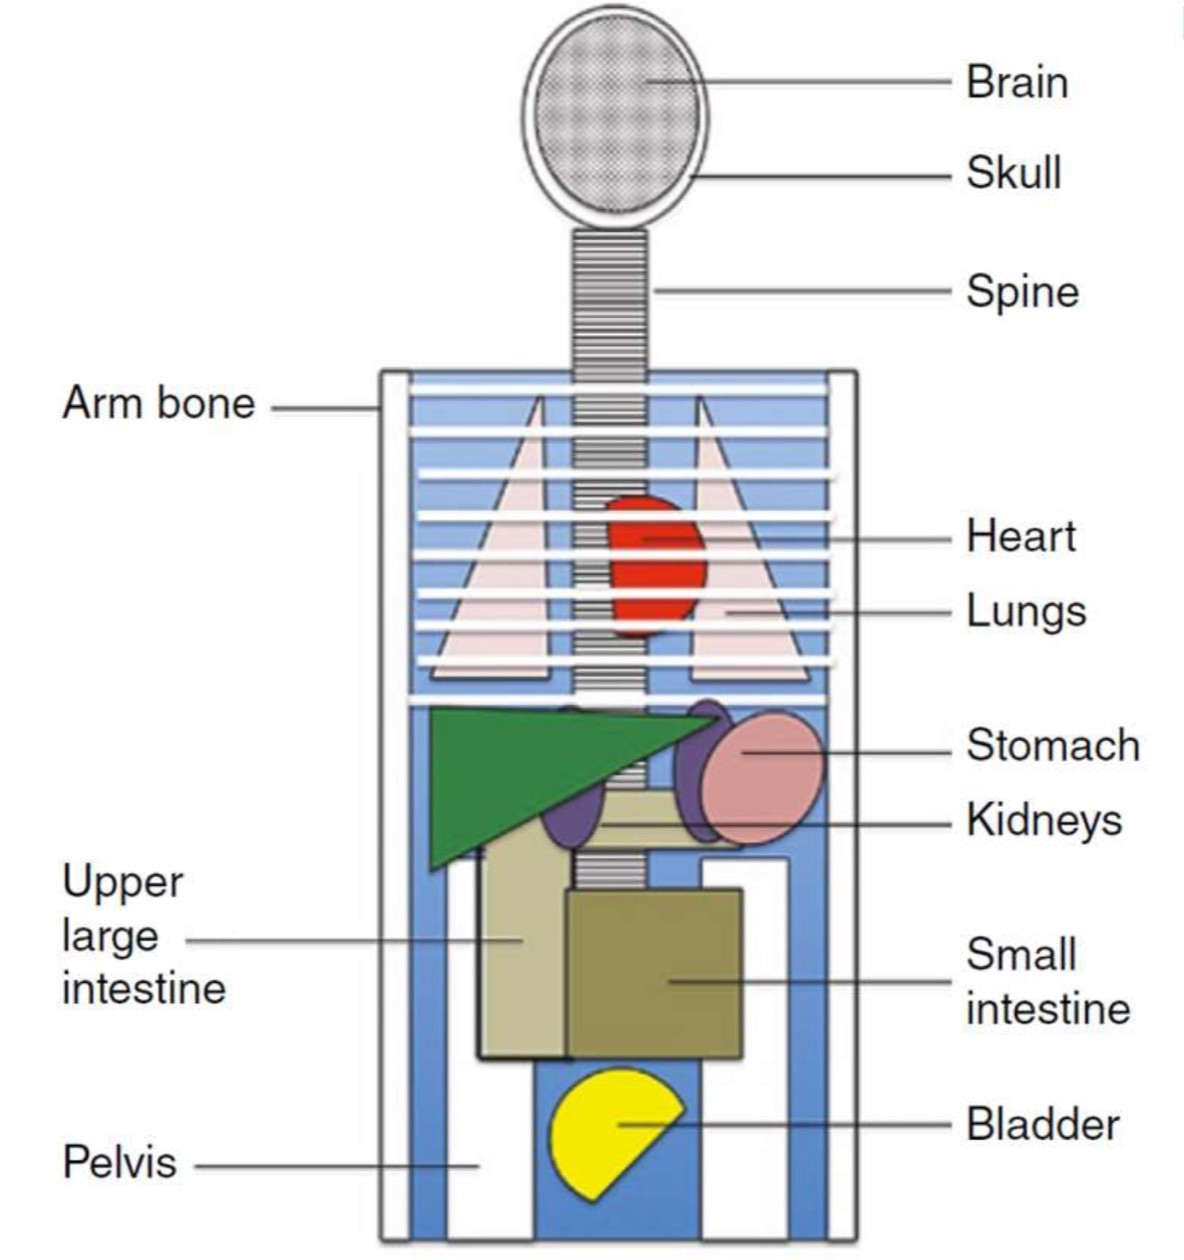 Brain
Skull
Spine
Arm bone
Heart
Lungs
Stomach
Kidneys
Upper
large
intestine
Small
intestine
Bladder
Pelvis